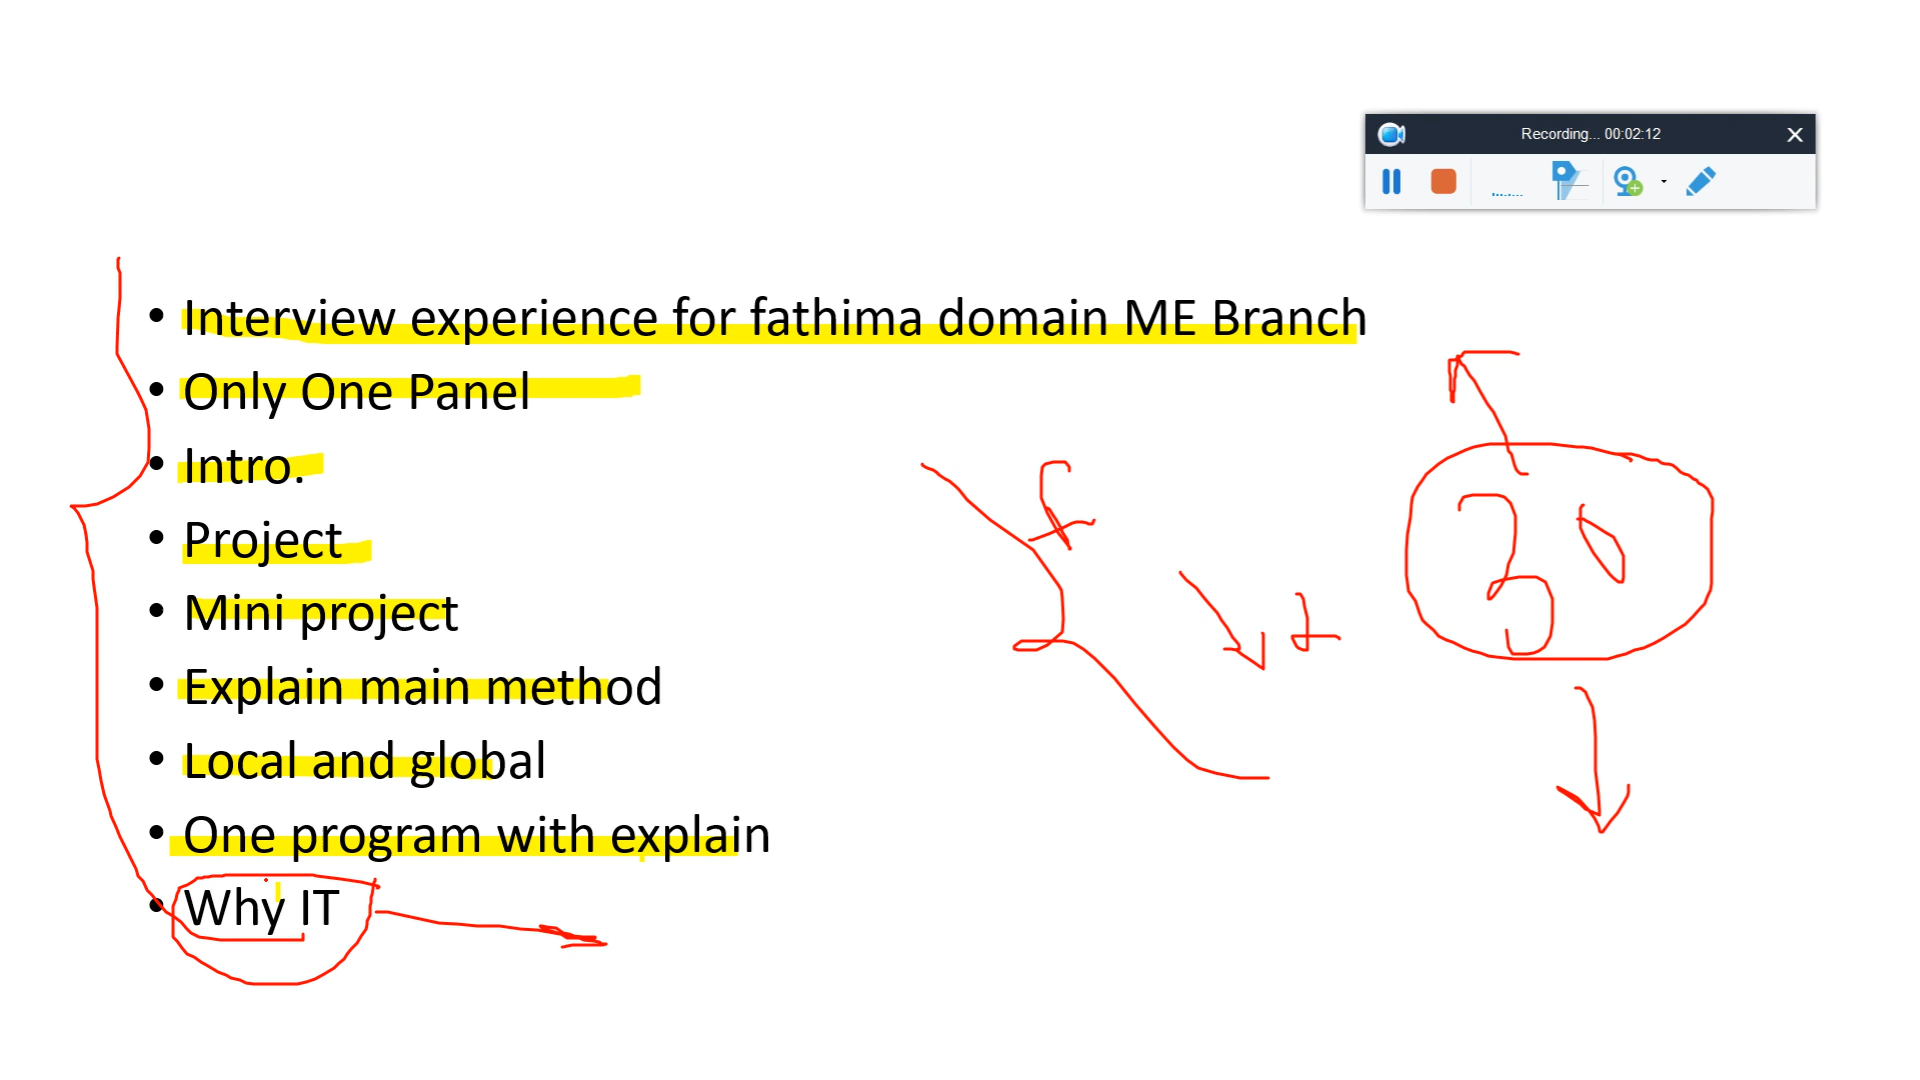 Recording... 00:02:12
• Interview experience for fathima domain ME Branch
• Only One Panel
• Intro.
• Project
• Mini project
• Explain main method
• Local and global
• One program with explain
• Why IT
30